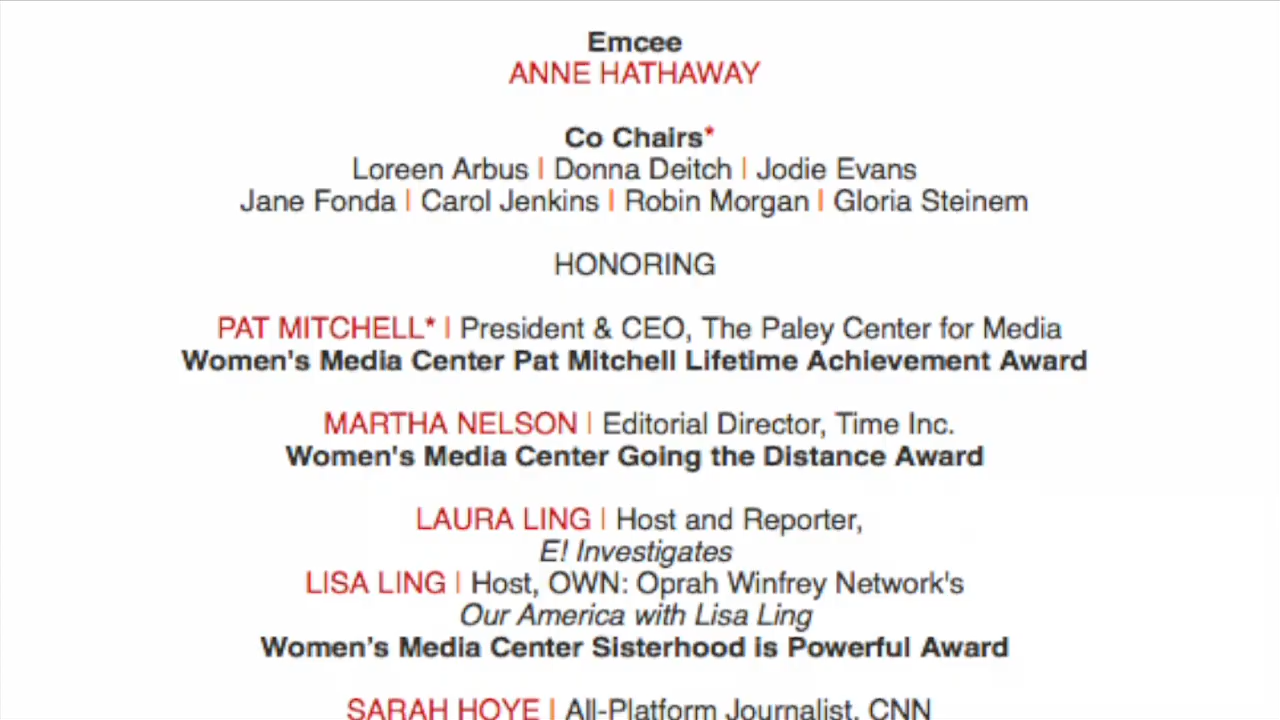 Emcee
ANNE HATHAWAY
Co Chairs*
Loreen Arbus | Donna Deitch | Jodie Evans
Jane Fonda | Carol Jenkins | Robin Morgan | Gloria Steinem
HONORING
PAT MITCHELL* | President & CEO, The Paley Center for Media
Women's Media Center Pat Mitchell Lifetime Achievement Award
MARTHA NELSON | Editorial Director, Time Inc.
Women's Media Center Going the Distance Award
LAURA LING | Host and Reporter,
E! Investigates
LISA LING | Host, OWN: Oprah Winfrey Network's
Our America with Lisa Ling
Women’s Media Center Sisterhood is Powerful Award
SARAH HOYE | All-Platform Journalist, CNN